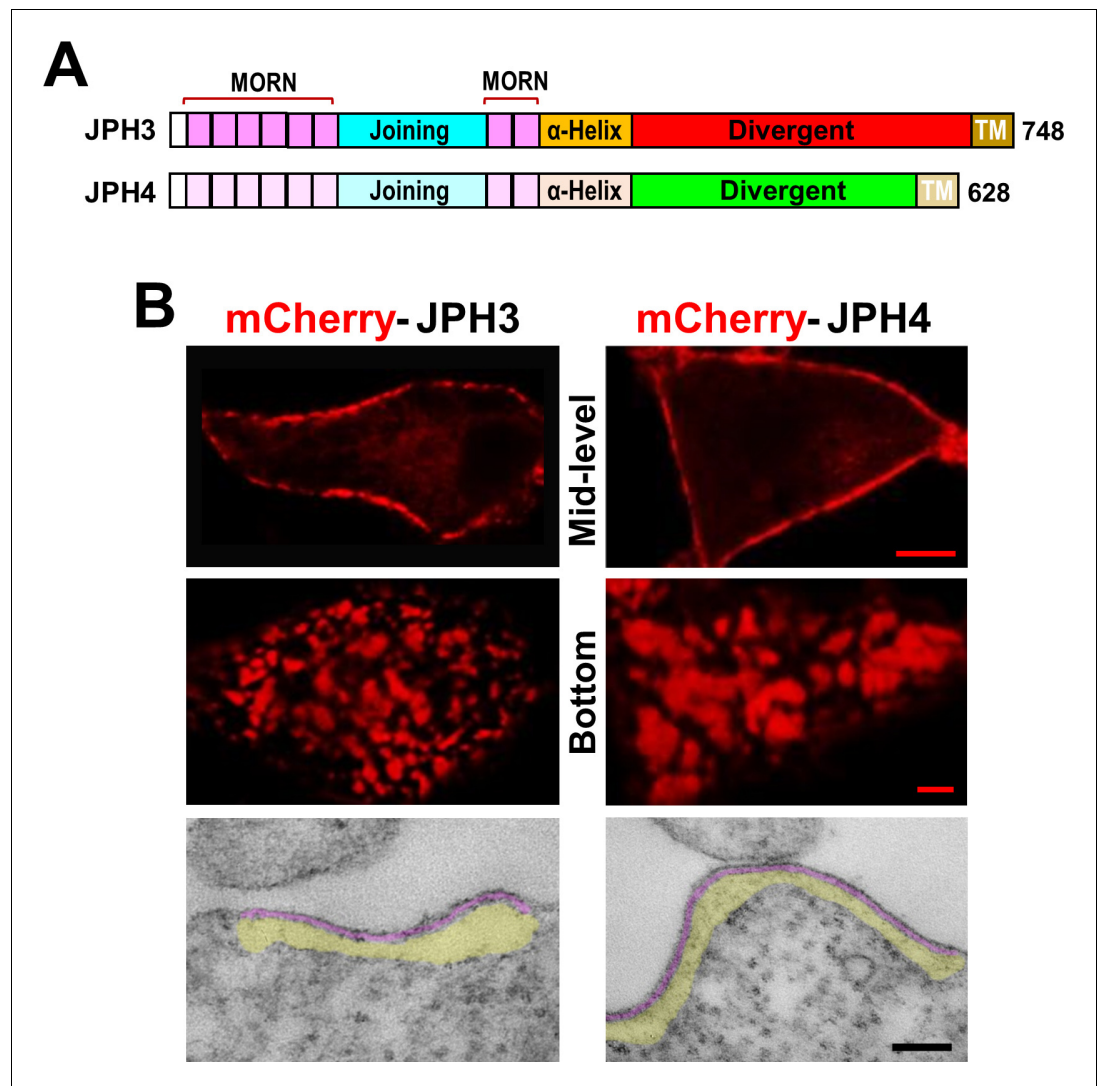 A
MORN MORN
JPH3 Joining α-Helix Divergent TM 748
JPH4 Joining α-Helix Divergent TM 628
B
mCherry-JPH3 mCherry-JPH4
Mid-level
Bottom